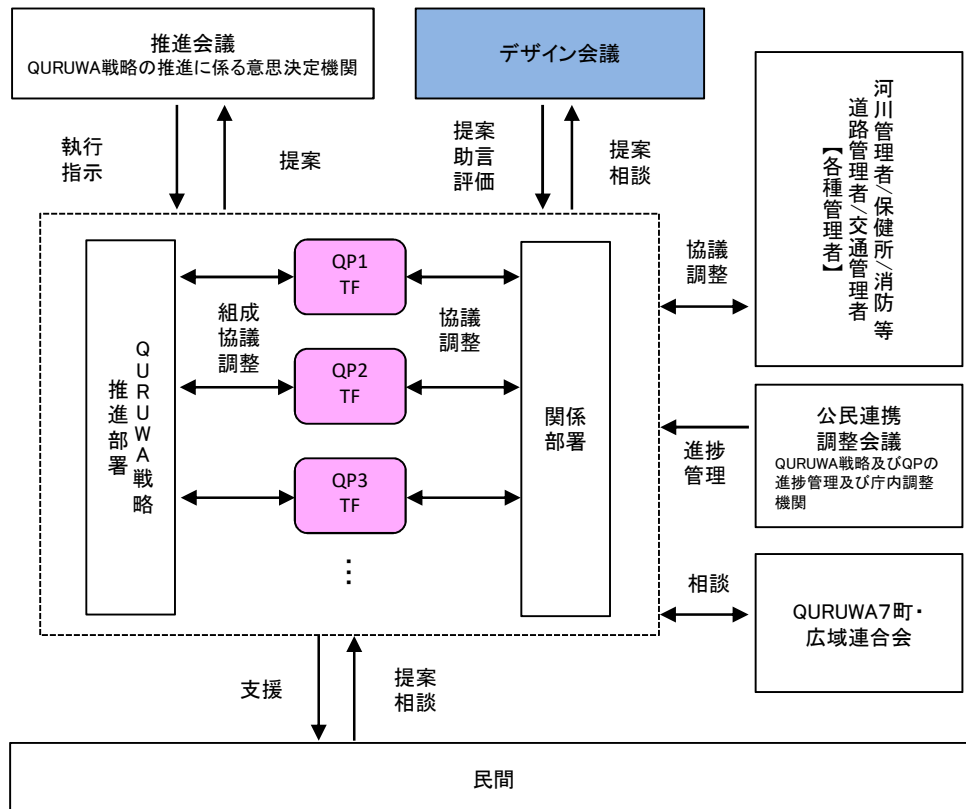 推進会議
QURUWA戦略の推進に係る意思決定機関
デザイン会議
執行
指示
提案
提案
助言
評価
提案
相談
河川管理者/保健所/消防 等
道路管理者/交通管理者
【各種管理者】
協議
調整
QURUWA戦略
推進部署
QP1
TF
組成
協議
調整
協議
調整
QP2
TF
QP3
TF
⋮
関係
部署
進捗
管理
公民連携
調整会議
QURUWA戦略及びQPの
進捗管理及び庁内調整
機関
相談
QURUWA7町・
広域連合会
支援
提案
相談
民間